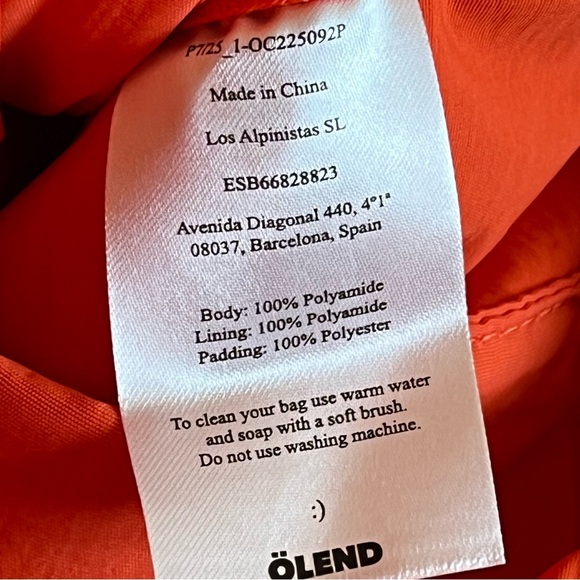 P7/25_1-OC225092P
Made in China
Los Alpinistas SL
ESB66828823
Avenida Diagonal 440, 4º1ª
08037, Barcelona, Spain
Body: 100% Polyamide
Lining: 100% Polyamide
Padding: 100% Polyester
To clean your bag use warm water
and soap with a soft brush.
Do not use washing machine.
:)
ÖLEND